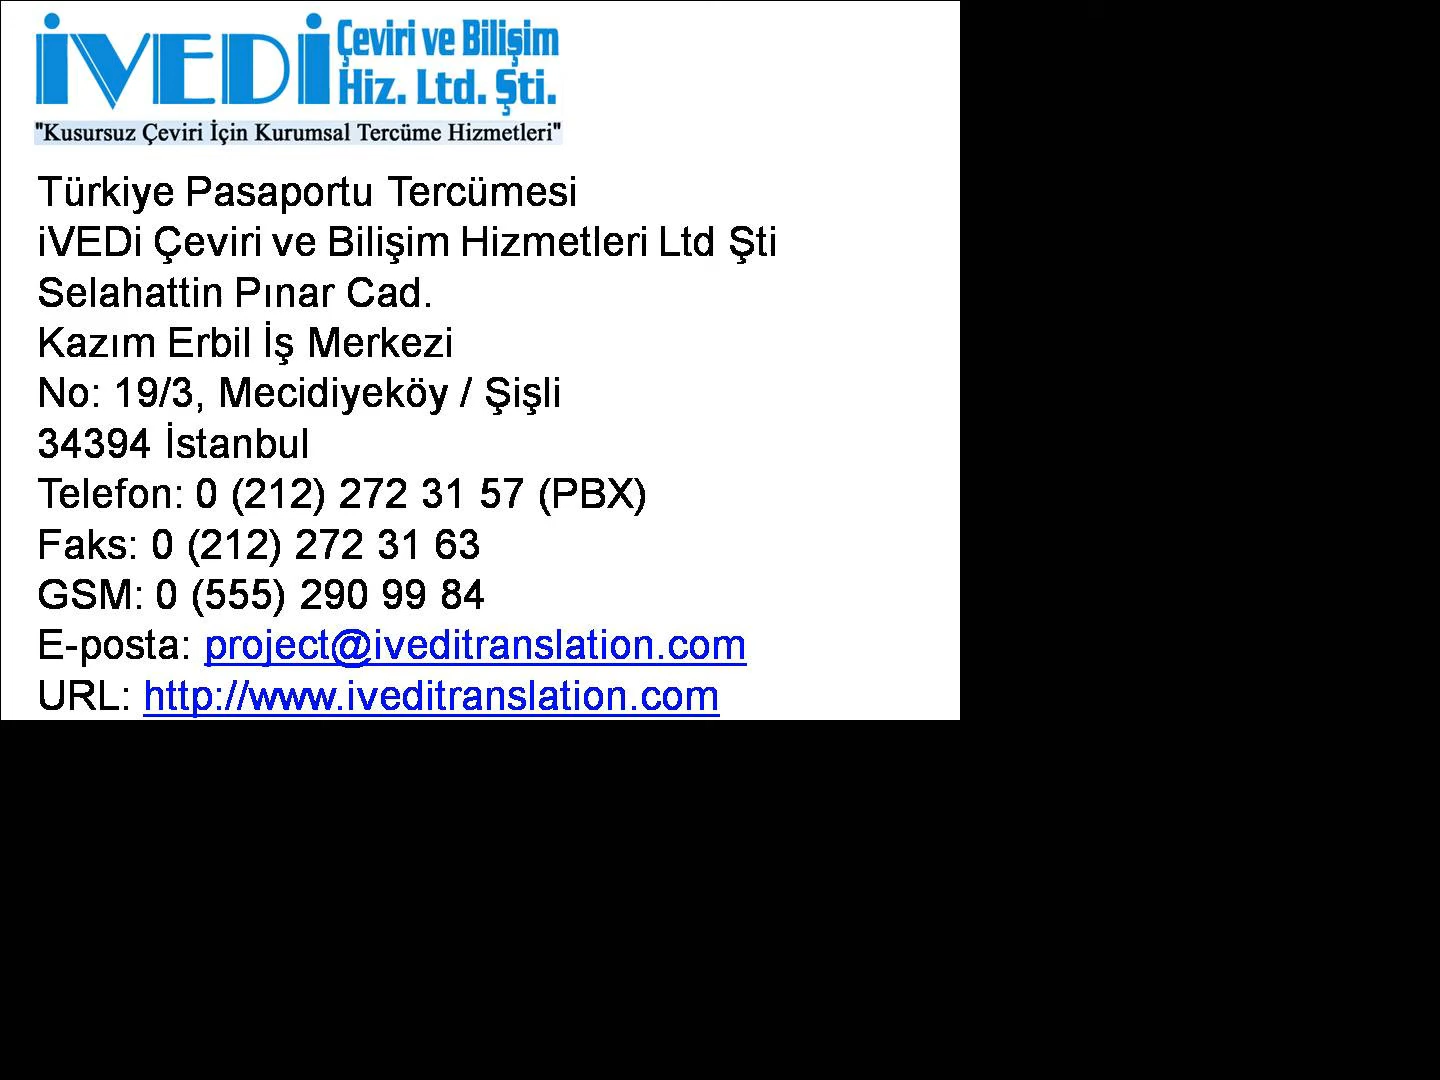 İVEDİ Çeviri ve Bilişim
Hiz. Ltd. Şti.
"Kusursuz Çeviri İçin Kurumsal Tercüme Hizmetleri"
Türkiye Pasaportu Tercümesi
iVEDi Çeviri ve Bilişim Hizmetleri Ltd Şti
Selahattin Pınar Cad.
Kazım Erbil İş Merkezi
No: 19/3, Mecidiyeköy / Şişli
34394 İstanbul
Telefon: 0 (212) 272 31 57 (PBX)
Faks: 0 (212) 272 31 63
GSM: 0 (555) 290 99 84
E-posta: project@iveditranslation.com
URL: http://www.iveditranslation.com